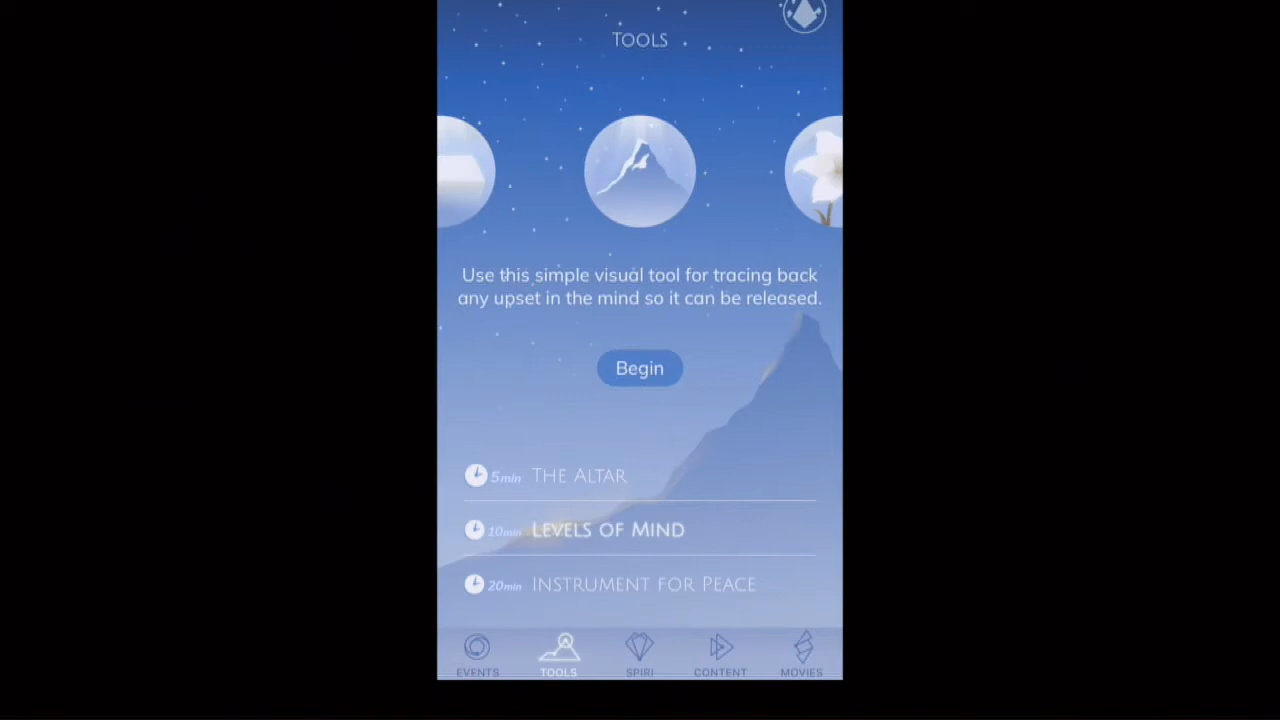 TOOLS
Use this simple visual tool for tracing back
any upset in the mind so it can be released.
Begin
5min THE ALTAR
10min LEVELS OF MIND
20min INSTRUMENT FOR PEACE
EVENTS TOOLS SPIRI CONTENT MOVIES